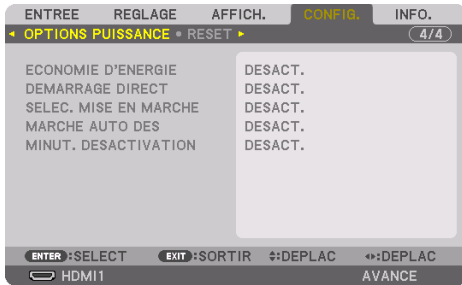 ENTREE REGLAGE AFFICH. CONFIG. INFO.
OPTIONS PUISSANCE • RESET 4/4
ECONOMIE D'ENERGIE DESACT.
DEMARRAGE DIRECT DESACT.
SELEC. MISE EN MARCHE DESACT.
MARCHE AUTO DES DESACT.
MINUT. DESACTIVATION DESACT.
ENTER :SELECT EXIT :SORTIR :DEPLAC :DEPLAC
HDMI1 AVANCE